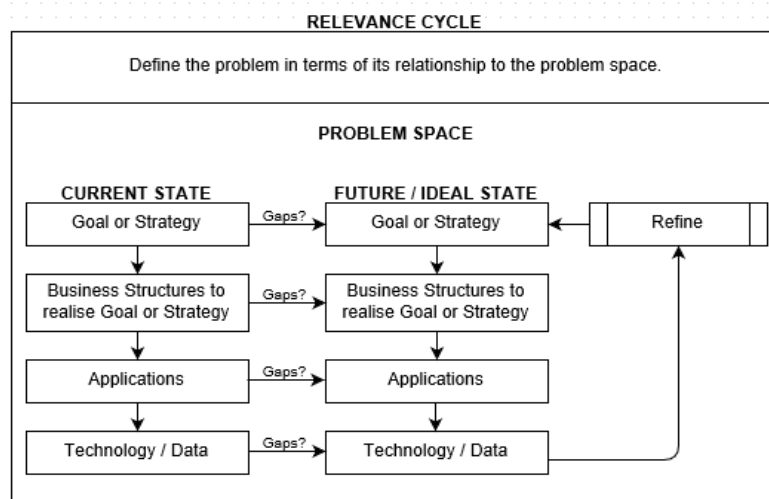 RELEVANCE CYCLE
Define the problem in terms of its relationship to the problem space.
PROBLEM SPACE
CURRENT STATE
FUTURE / IDEAL STATE
Goal or Strategy
Gaps?
Goal or Strategy
Refine
Business Structures to
realise Goal or Strategy
Gaps?
Business Structures to
realise Goal or Strategy
Applications
Gaps?
Applications
Technology / Data
Gaps?
Technology / Data